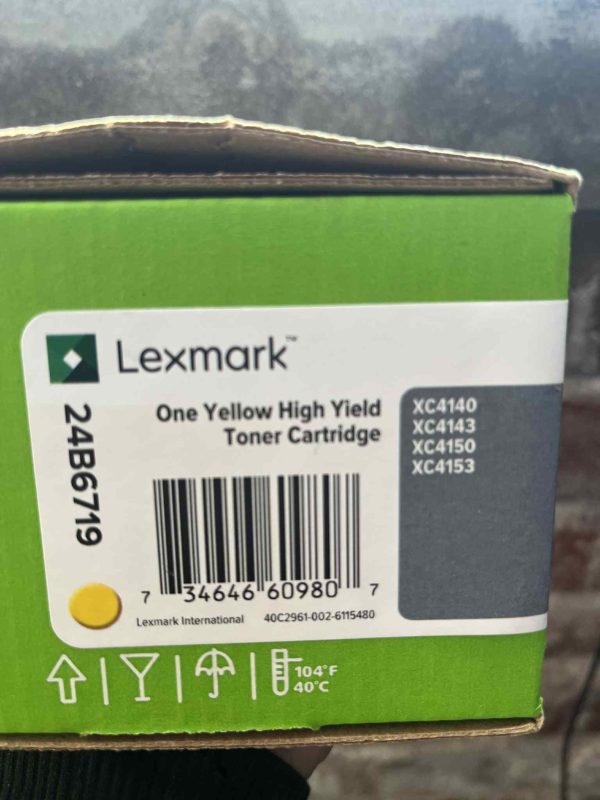 Lexmark™
24B6719
One Yellow High Yield
Toner Cartridge
XC4140
XC4143
XC4150
XC4153
7 34646 60980 7
Lexmark International 40C2961-002-6115480
104°F
40°C